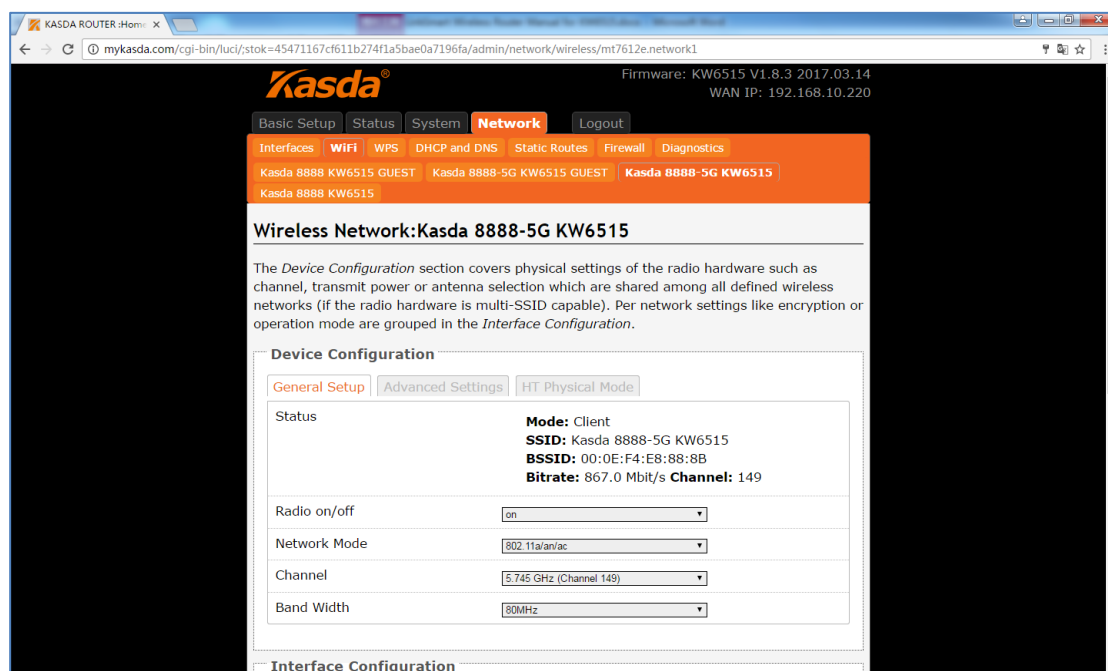 KASDA ROUTER :Home
mykasda.com/cgi-bin/luci/;stok=45471167cf611b274f1a5bae0a7196fa/admin/network/wireless/mt7612e.network1
Kasda®
Firmware: KW6515 V1.8.3 2017.03.14
WAN IP: 192.168.10.220
Basic Setup Status System Network Logout
Interfaces WiFi WPS DHCP and DNS Static Routes Firewall Diagnostics
Kasda 8888 KW6515 GUEST Kasda 8888-5G KW6515 GUEST Kasda 8888-5G KW6515
Kasda 8888 KW6515
Wireless Network:Kasda 8888-5G KW6515
The Device Configuration section covers physical settings of the radio hardware such as
channel, transmit power or antenna selection which are shared among all defined wireless
networks (if the radio hardware is multi-SSID capable). Per network settings like encryption or
operation mode are grouped in the Interface Configuration.
Device Configuration
General Setup Advanced Settings HT Physical Mode
Status
Mode: Client
SSID: Kasda 8888-5G KW6515
BSSID: 00:0E:F4:E8:88:8B
Bitrate: 867.0 Mbit/s Channel: 149
Radio on/off on
Network Mode 802.11a/an/ac
Channel 5.745 GHz (Channel 149)
Band Width 80MHz
Interface Configuration